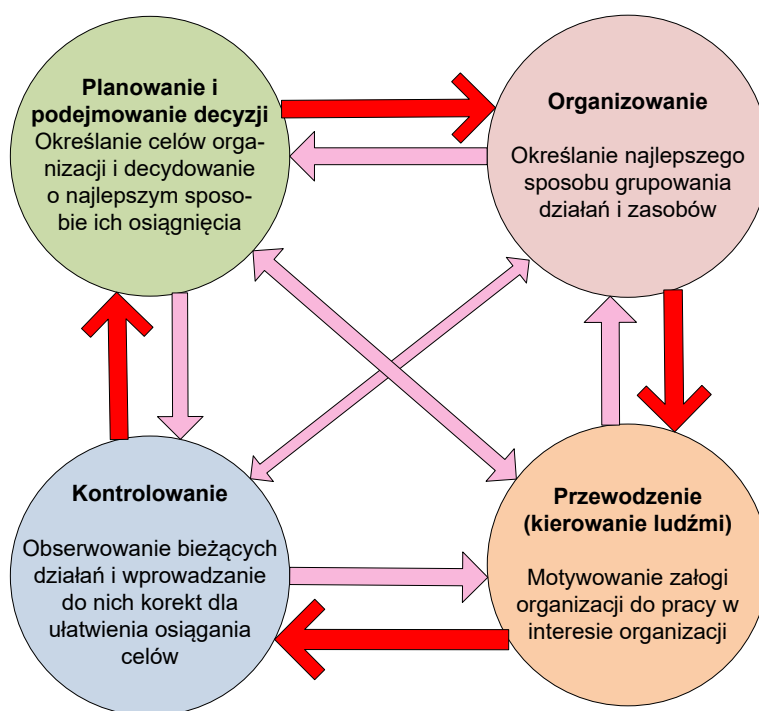 Planowanie i
podejmowanie decyzji
Określanie celów orga-
nizacji i decydowanie
o najlepszym sposo-
bie ich osiągnięcia
Organizowanie
Określanie najlepszego
sposobu grupowania
działań i zasobów
Kontrolowanie
Obserwowanie bieżących
działań i wprowadzanie
do nich korekt dla
ułatwienia osiągania
celów
Przewodzenie
(kierowanie ludźmi)
Motywowanie załogi
organizacji do pracy w
interesie organizacji